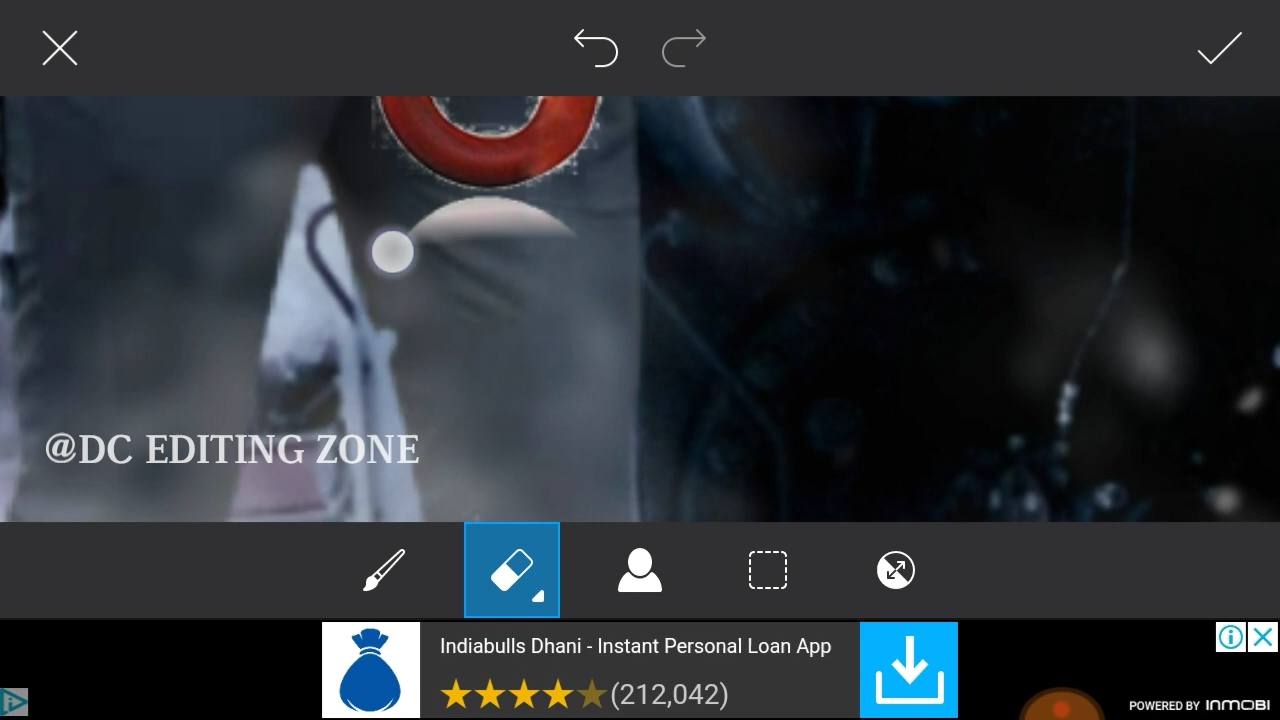 @DC EDITING ZONE
Indiabulls Dhani - Instant Personal Loan App
(212,042)
POWERED BY INMOBI